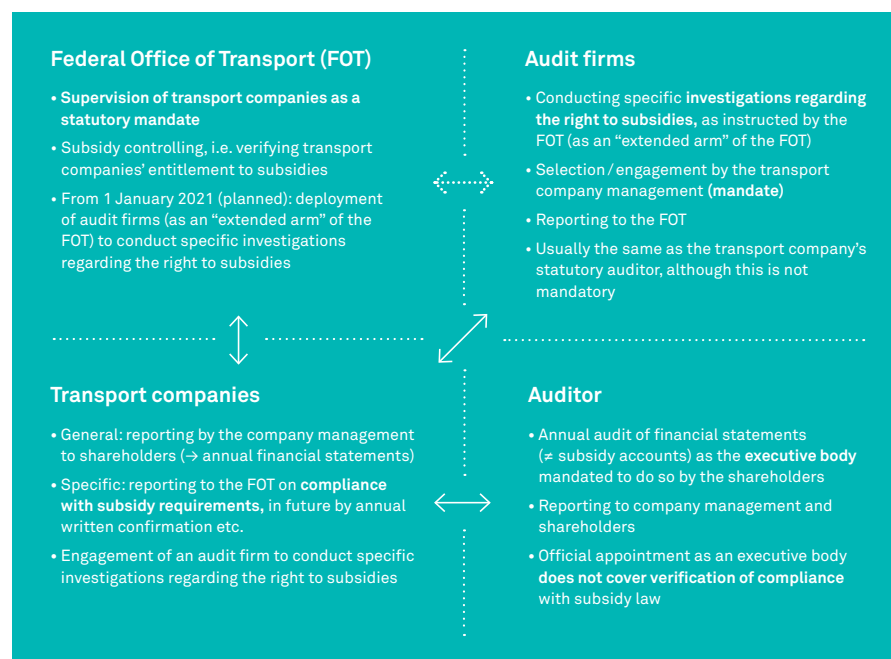 Federal Office of Transport (FOT)
• Supervision of transport companies as a
statutory mandate
• Subsidy controlling, i.e. verifying transport
companies’ entitlement to subsidies
• From 1 January 2021 (planned): deployment
of audit firms (as an “extended arm” of the
FOT) to conduct specific investigations
regarding the right to subsidies
Audit firms
• Conducting specific investigations regarding
the right to subsidies, as instructed by the
FOT (as an “extended arm” of the FOT)
• Selection / engagement by the transport
company management (mandate)
• Reporting to the FOT
• Usually the same as the transport company’s
statutory auditor, although this is not
mandatory
Transport companies
• General: reporting by the company management
to shareholders (→ annual financial statements)
• Specific: reporting to the FOT on compliance
with subsidy requirements, in future by annual
written confirmation etc.
• Engagement of an audit firm to conduct specific
investigations regarding the right to subsidies
Auditor
• Annual audit of financial statements
(≠ subsidy accounts) as the executive body
mandated to do so by the shareholders
• Reporting to company management and
shareholders
• Official appointment as an executive body
does not cover verification of compliance
with subsidy law